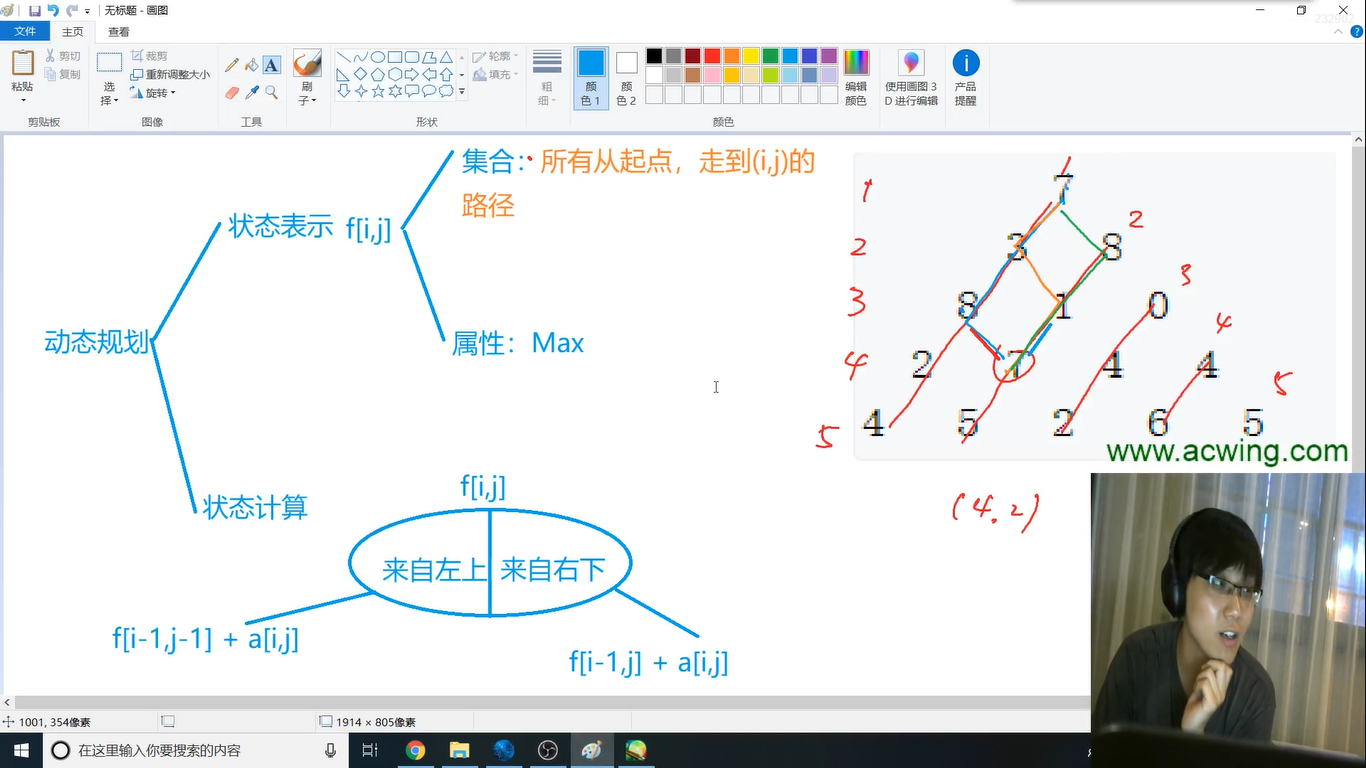 无标题 - 画图
232902
文件
主页
查看
粘贴
剪切
复制
剪贴板
选择
裁剪
重新调整大小
旋转
图像
A
工具
刷子
形状
轮廓
填充
粗细
颜色 1
颜色 2
颜色
编辑颜色
使用画图 3D 进行编辑
产品提醒
集合：所有从起点，走到(i,j)的
路径
状态表示 f[i,j]
动态规划
属性：Max
状态计算
f[i,j]
来自左上
来自右下
f[i-1,j-1] + a[i,j]
f[i-1,j] + a[i,j]
1
1 7
2 3 8 2
3 8 1 0 3
4 2 7 4 4 4
5 4 5 2 6 5 5
www.acwing.com
(4.2)
1001, 354像素
1914 × 805像素
在这里输入你要搜索的内容